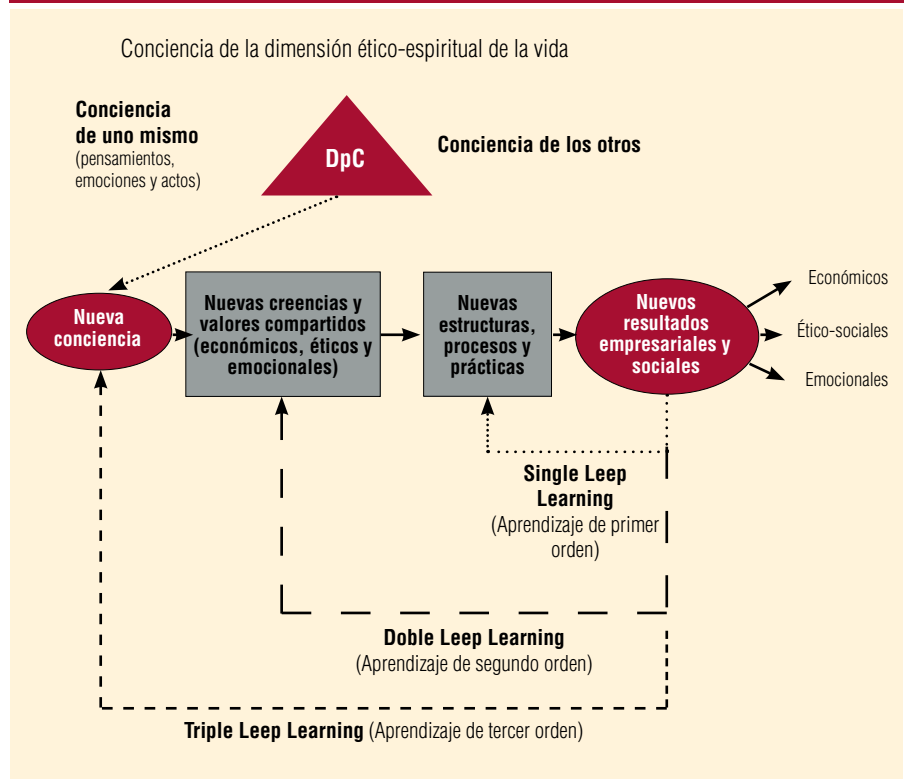 Conciencia de la dimensión ético-espiritual de la vida
Conciencia
de uno mismo
(pensamientos,
emociones y actos)
DpC
Conciencia de los otros
Nueva
conciencia
Nuevas creencias y
valores compartidos
(económicos, éticos y
emocionales)
Nuevas
estructuras,
procesos y
prácticas
Nuevos
resultados
empresariales y
sociales
Económicos
Ético-sociales
Emocionales
Single Leep
Learning
(Aprendizaje de primer
orden)
Doble Leep Learning
(Aprendizaje de segundo orden)
Triple Leep Learning (Aprendizaje de tercer orden)